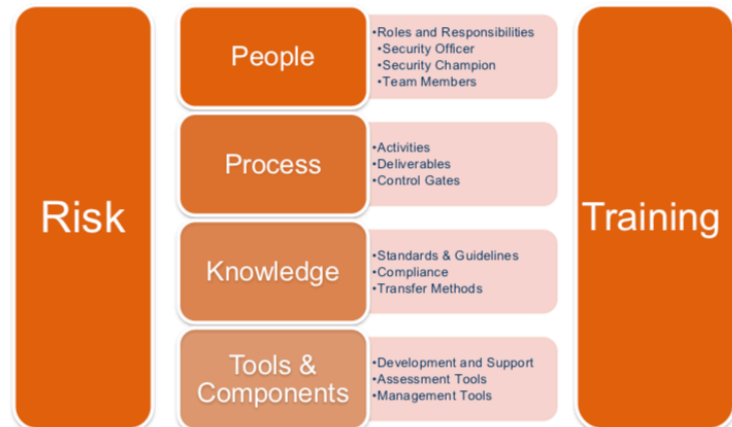 Risk
People
•Roles and Responsibilities
•Security Officer
•Security Champion
•Team Members
Process
•Activities
•Deliverables
•Control Gates
Knowledge
•Standards & Guidelines
•Compliance
•Transfer Methods
Tools &
Components
•Development and Support
•Assessment Tools
•Management Tools
Training